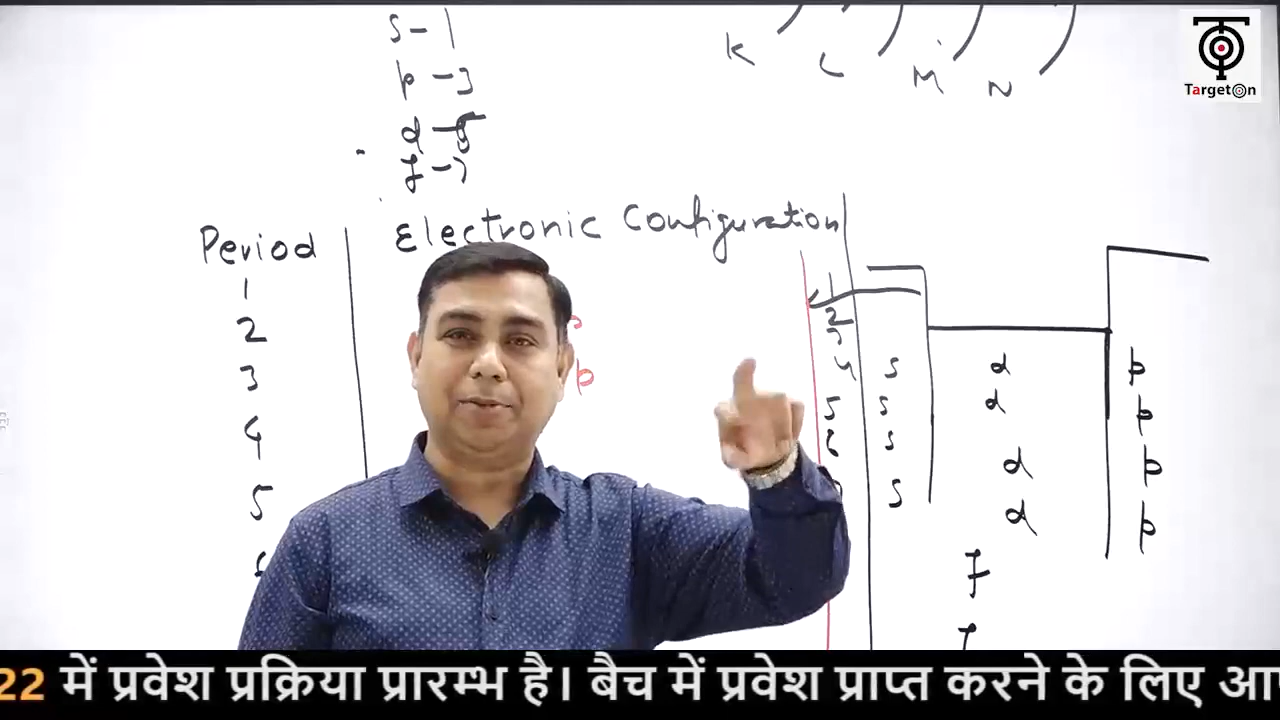 s - 1
p - 3
d - 5
f - 7
K L M N
TargetOn
Period Electronic Configuration
1
2
3
4
5
p
s d p
s d p
s d p
s d p
f
f
22 में प्रवेश प्रक्रिया प्रारम्भ है। बैच में प्रवेश प्राप्त करने के लिए